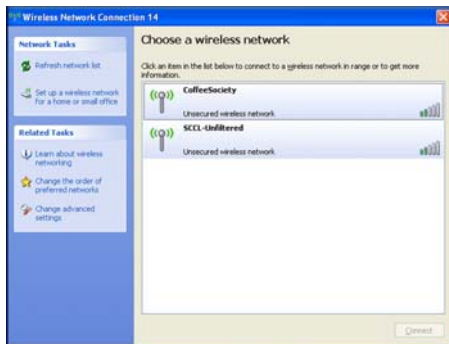 Wireless Network Connection 14
Network Tasks
Refresh network list
Set up a wireless network
for a home or small office
Related Tasks
Learn about wireless
networking
Change the order of
preferred networks
Change advanced
settings
Choose a wireless network
Click an item in the list below to connect to a wireless network in range or to get more
information.
CoffeeSociety
Unsecured wireless network
SCCL-Unfiltered
Unsecured wireless network
Connect